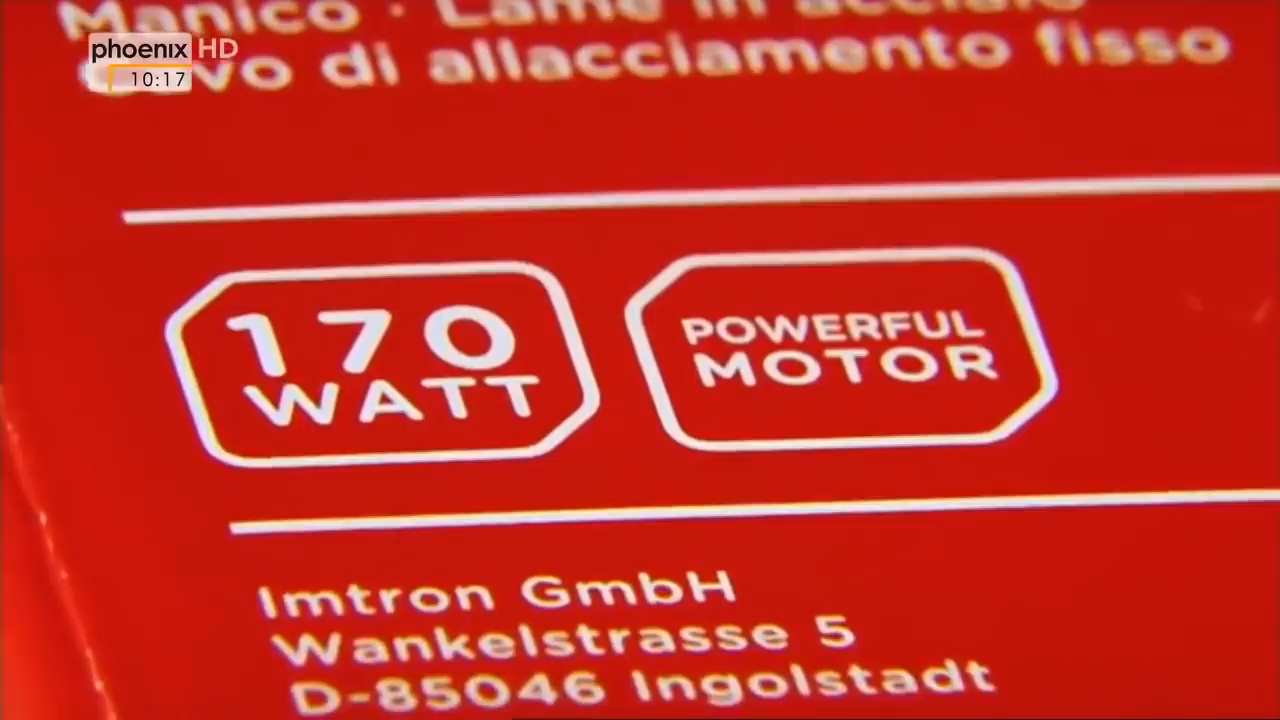 Manico · Lame in acciaio
phoenix HD
di allacciamento fisso
10:17
170
WATT
POWERFUL
MOTOR
Imtron GmbH
Wankelstrasse 5
D-85046 Ingolstadt